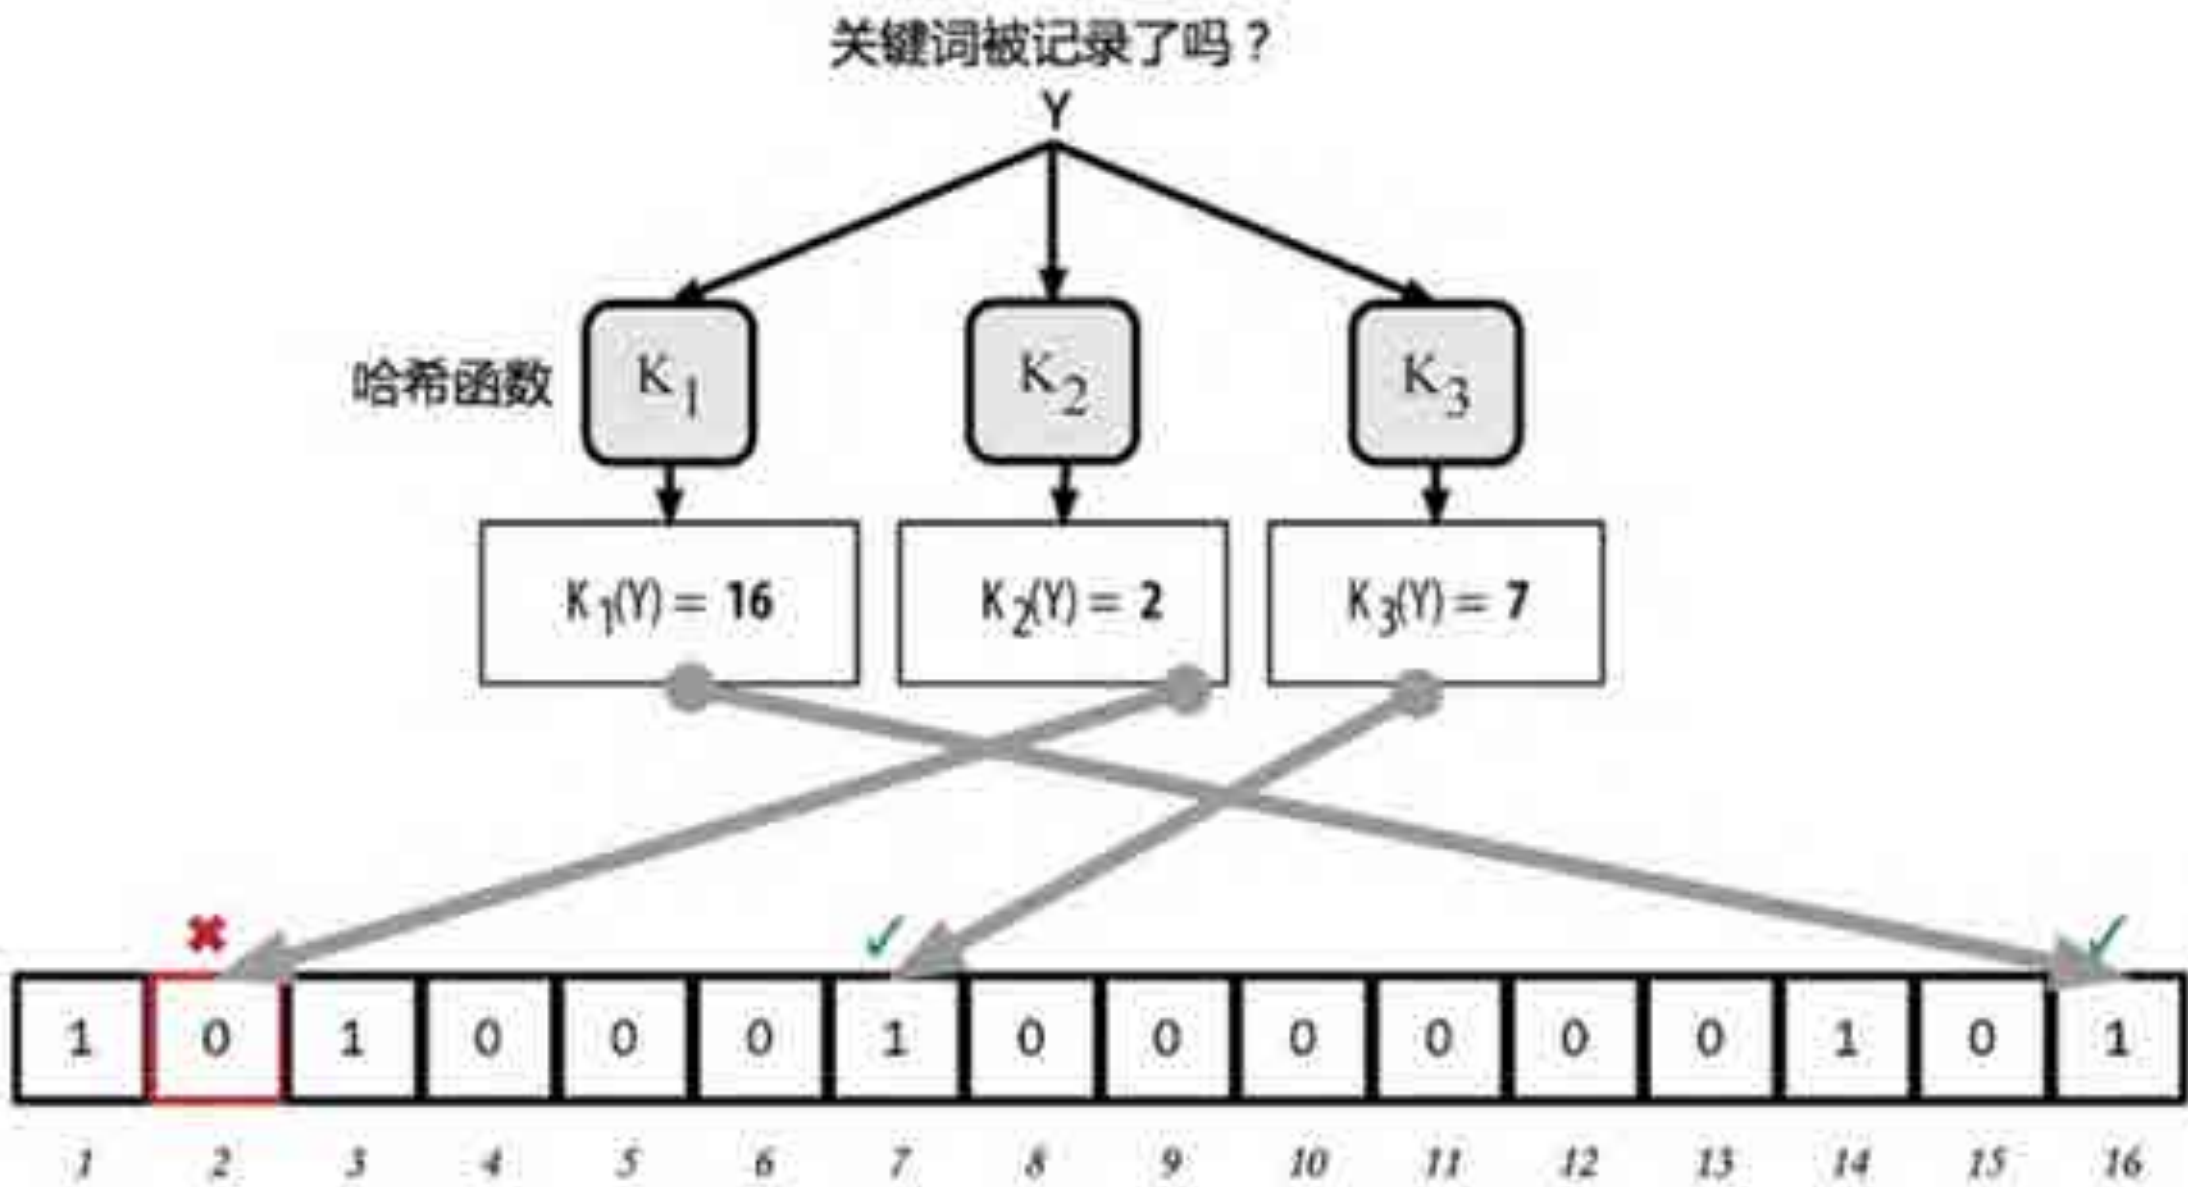 关键词被记录了吗？
Y
哈希函数 K1 K2 K3
K1(Y) = 16 K2(Y) = 2 K3(Y) = 7
✖ ✓ ✓
1 0 1 0 0 0 1 0 0 0 0 0 0 1 0 1
1 2 3 4 5 6 7 8 9 10 11 12 13 14 15 16